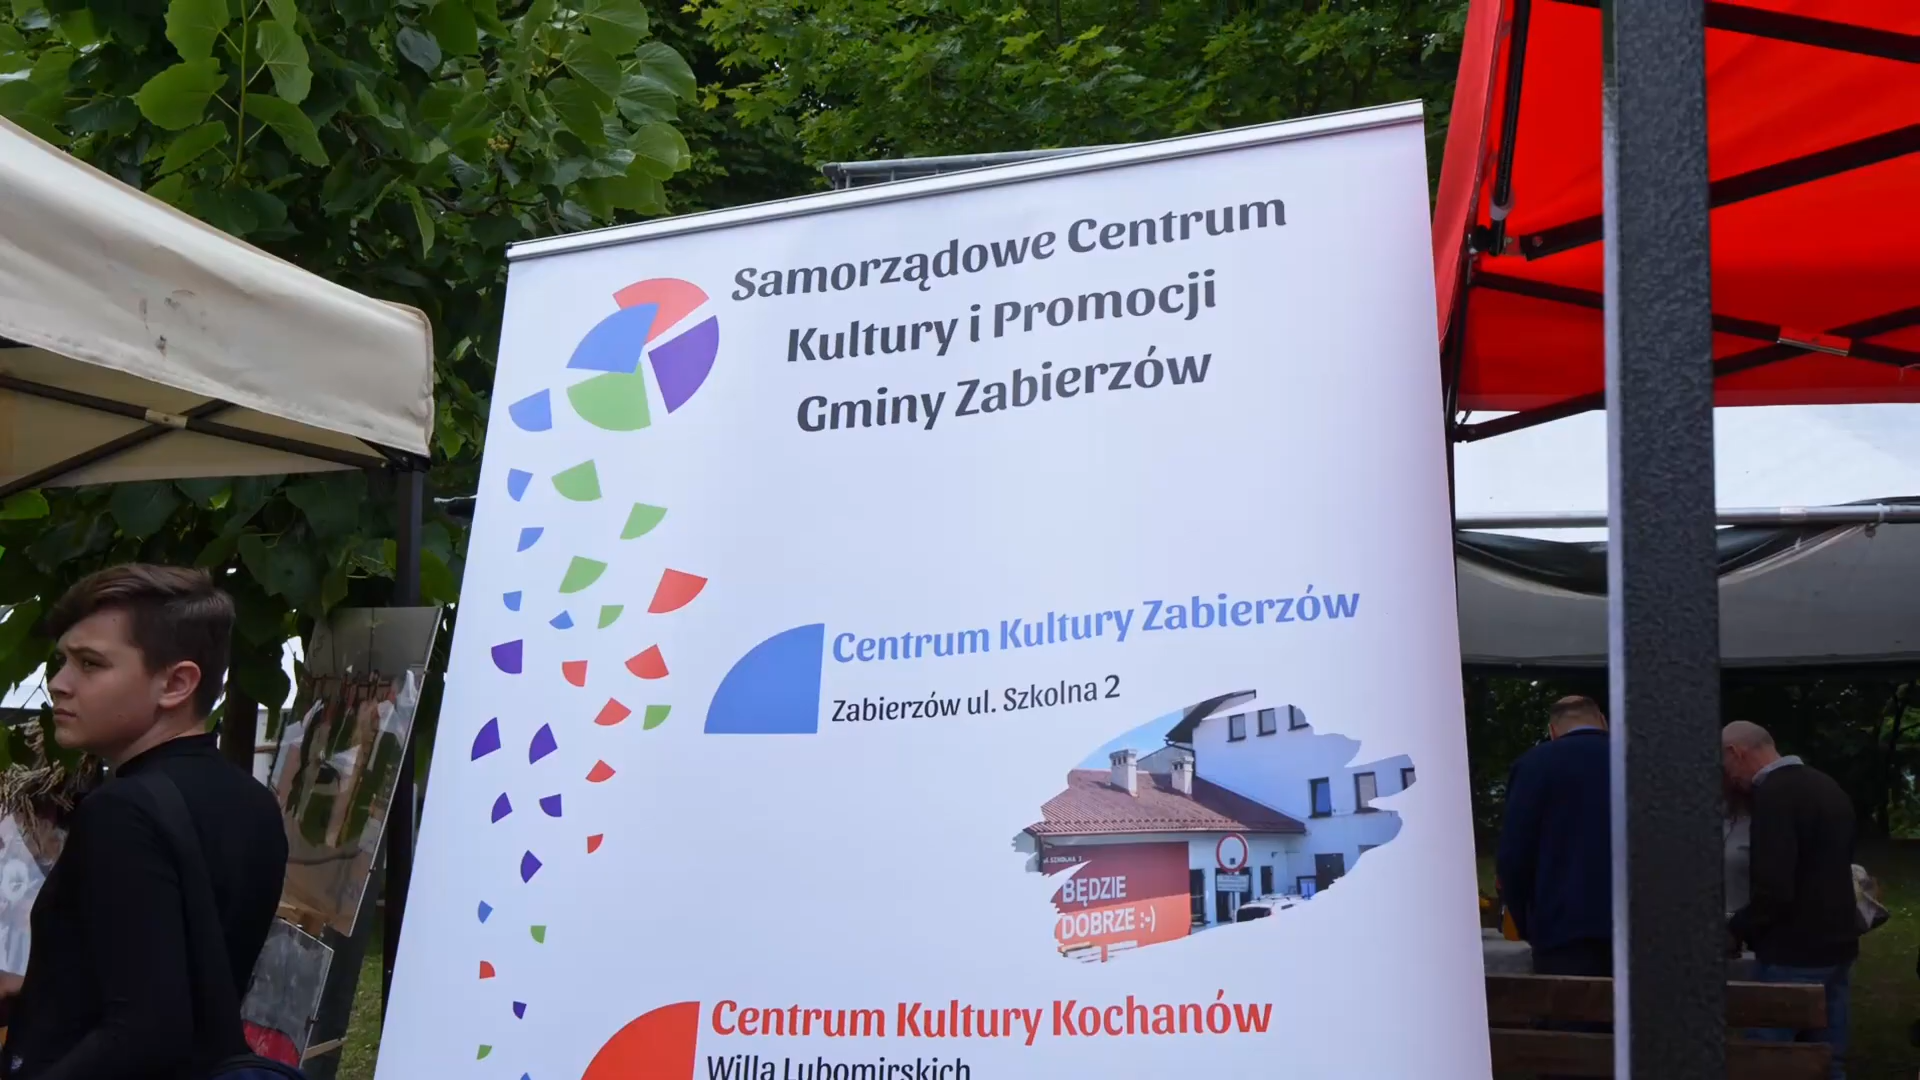 Samorządowe Centrum
Kultury i Promocji
Gminy Zabierzów
Centrum Kultury Zabierzów
Zabierzów ul. Szkolna 2
BĘDZIE
DOBRZE :-)
Centrum Kultury Kochanów
Willa Lubomirskich